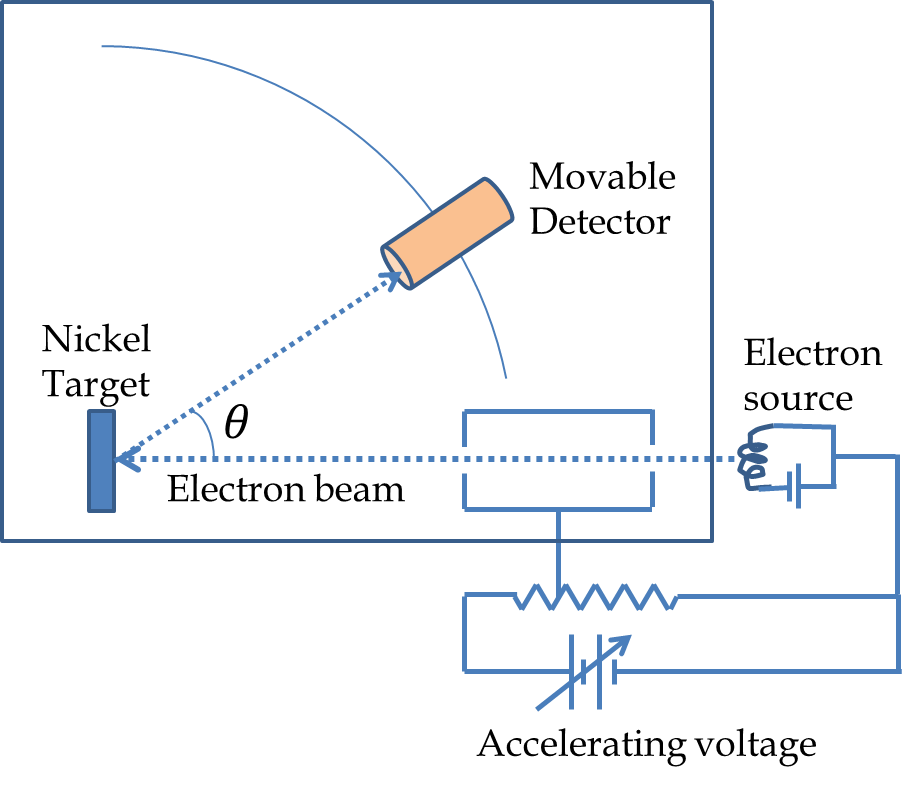 Movable
Detector
Nickel
Target
θ
Electron beam
Electron
source
Accelerating voltage